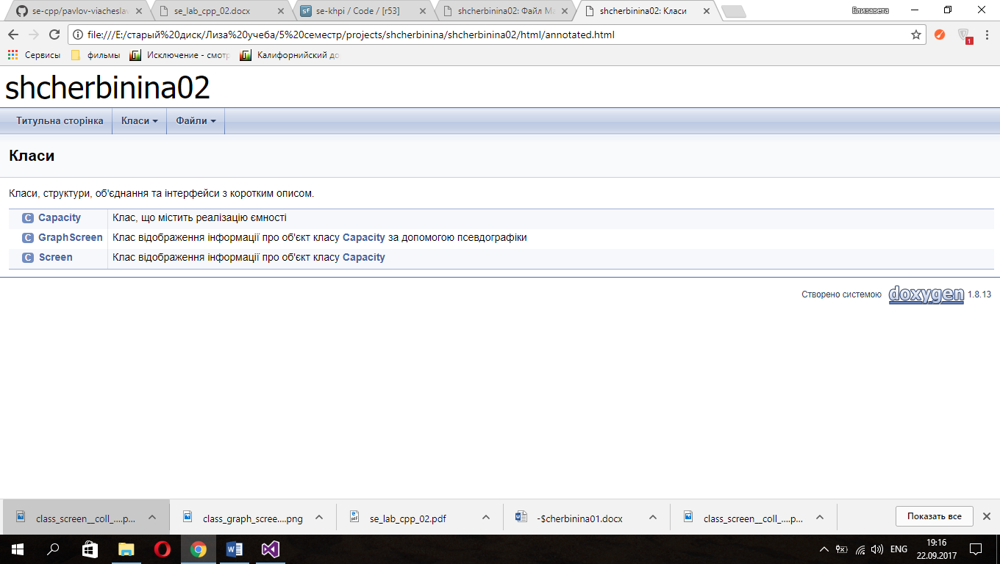 se-cpp/pavlov-viacheslav
se_lab_cpp_02.docx
se-khpi / Code / [r53]
shcherbinina02: Файл MA
shcherbinina02: Класи
Елизавета
file:///E:/старый%20диск/Лиза%20учеба/5%20семестр/projects/shcherbinina/shcherbinina02/html/annotated.html
1
Сервисы
фильмы
Исключение - смотр
Калифорнийский до
shcherbinina02
Титульна сторінка
Класи
Файли
Класи
Класи, структури, об'єднання та інтерфейси з коротким описом.
C Capacity Клас, що містить реалізацію ємності
C GraphScreen Клас відображення інформації про об'єкт класу Capacity за допомогою псевдографіки
C Screen Клас відображення інформації про об'єкт класу Capacity
Створено системою doxygen 1.8.13
class_screen__coll_....p...
class_graph_scree....png
se_lab_cpp_02.pdf
-$cherbinina01.docx
class_screen__coll_....p...
Показать все
ENG
19:16
22.09.2017